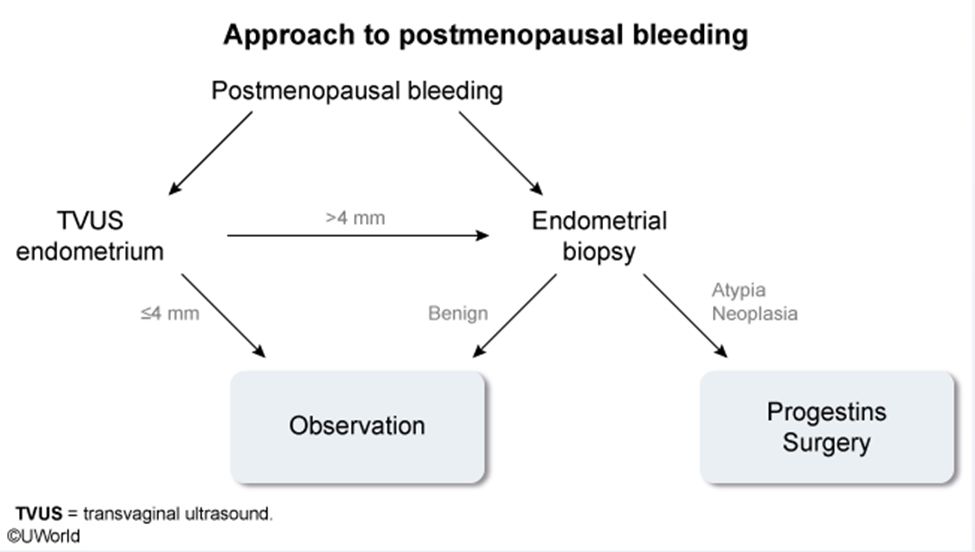 Approach to postmenopausal bleeding
Postmenopausal bleeding
TVUS
endometrium
>4 mm
Endometrial
biopsy
≤4 mm
Benign
Atypia
Neoplasia
Observation
Progestins
Surgery
TVUS = transvaginal ultrasound.
©UWorld